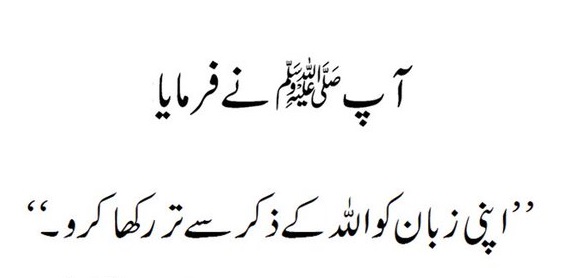 آپ ﷺ نے فرمایا
’’اپنی زبان کو اللہ کے ذکر سے تر رکھا کرو۔‘‘